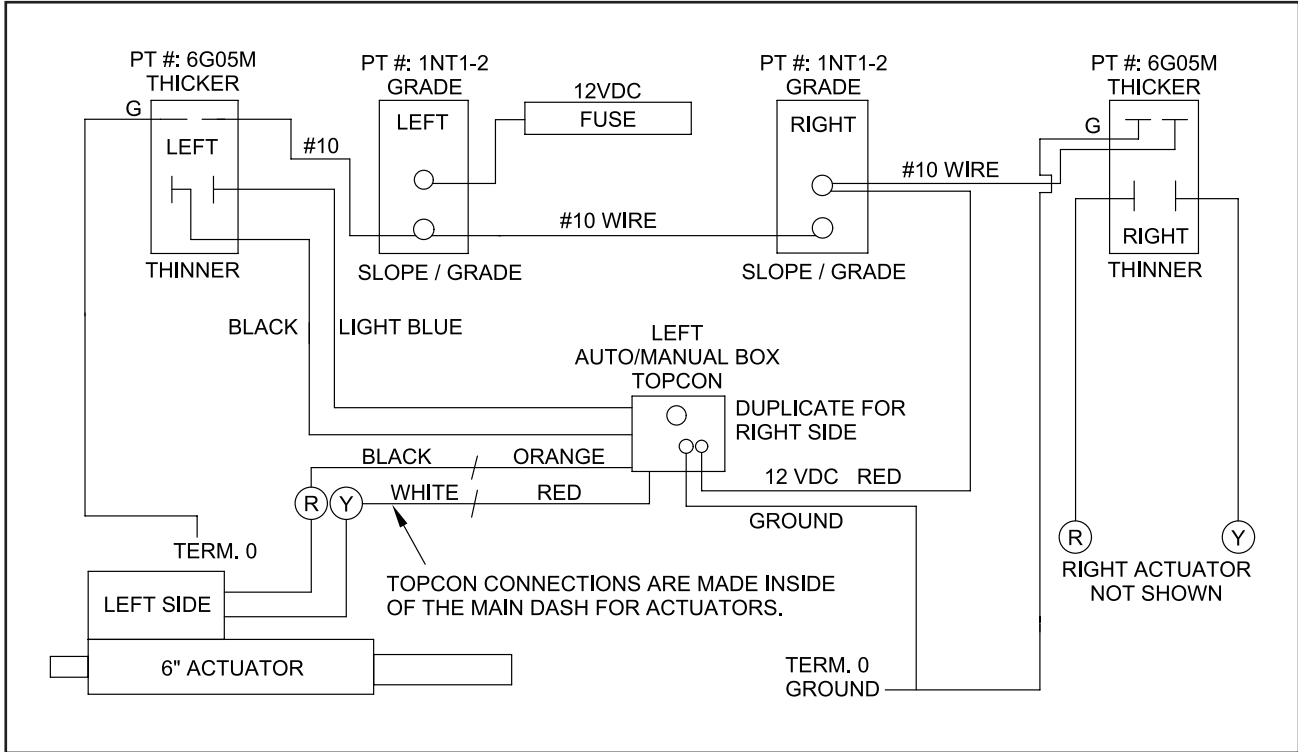 PT #: 6G05M
THICKER
G
LEFT
THINNER
#10
PT #: 1NT1-2
GRADE
LEFT
SLOPE / GRADE
12VDC
FUSE
#10 WIRE
PT #: 1NT1-2
GRADE
RIGHT
SLOPE / GRADE
#10 WIRE
PT #: 6G05M
THICKER
G
RIGHT
THINNER
BLACK
LIGHT BLUE
LEFT
AUTO/MANUAL BOX
TOPCON
DUPLICATE FOR
RIGHT SIDE
BLACK / ORANGE
R
Y
WHITE / RED
12 VDC RED
GROUND
TERM. 0
LEFT SIDE
6" ACTUATOR
TOPCON CONNECTIONS ARE MADE INSIDE
OF THE MAIN DASH FOR ACTUATORS.
R
Y
RIGHT ACTUATOR
NOT SHOWN
TERM. 0
GROUND